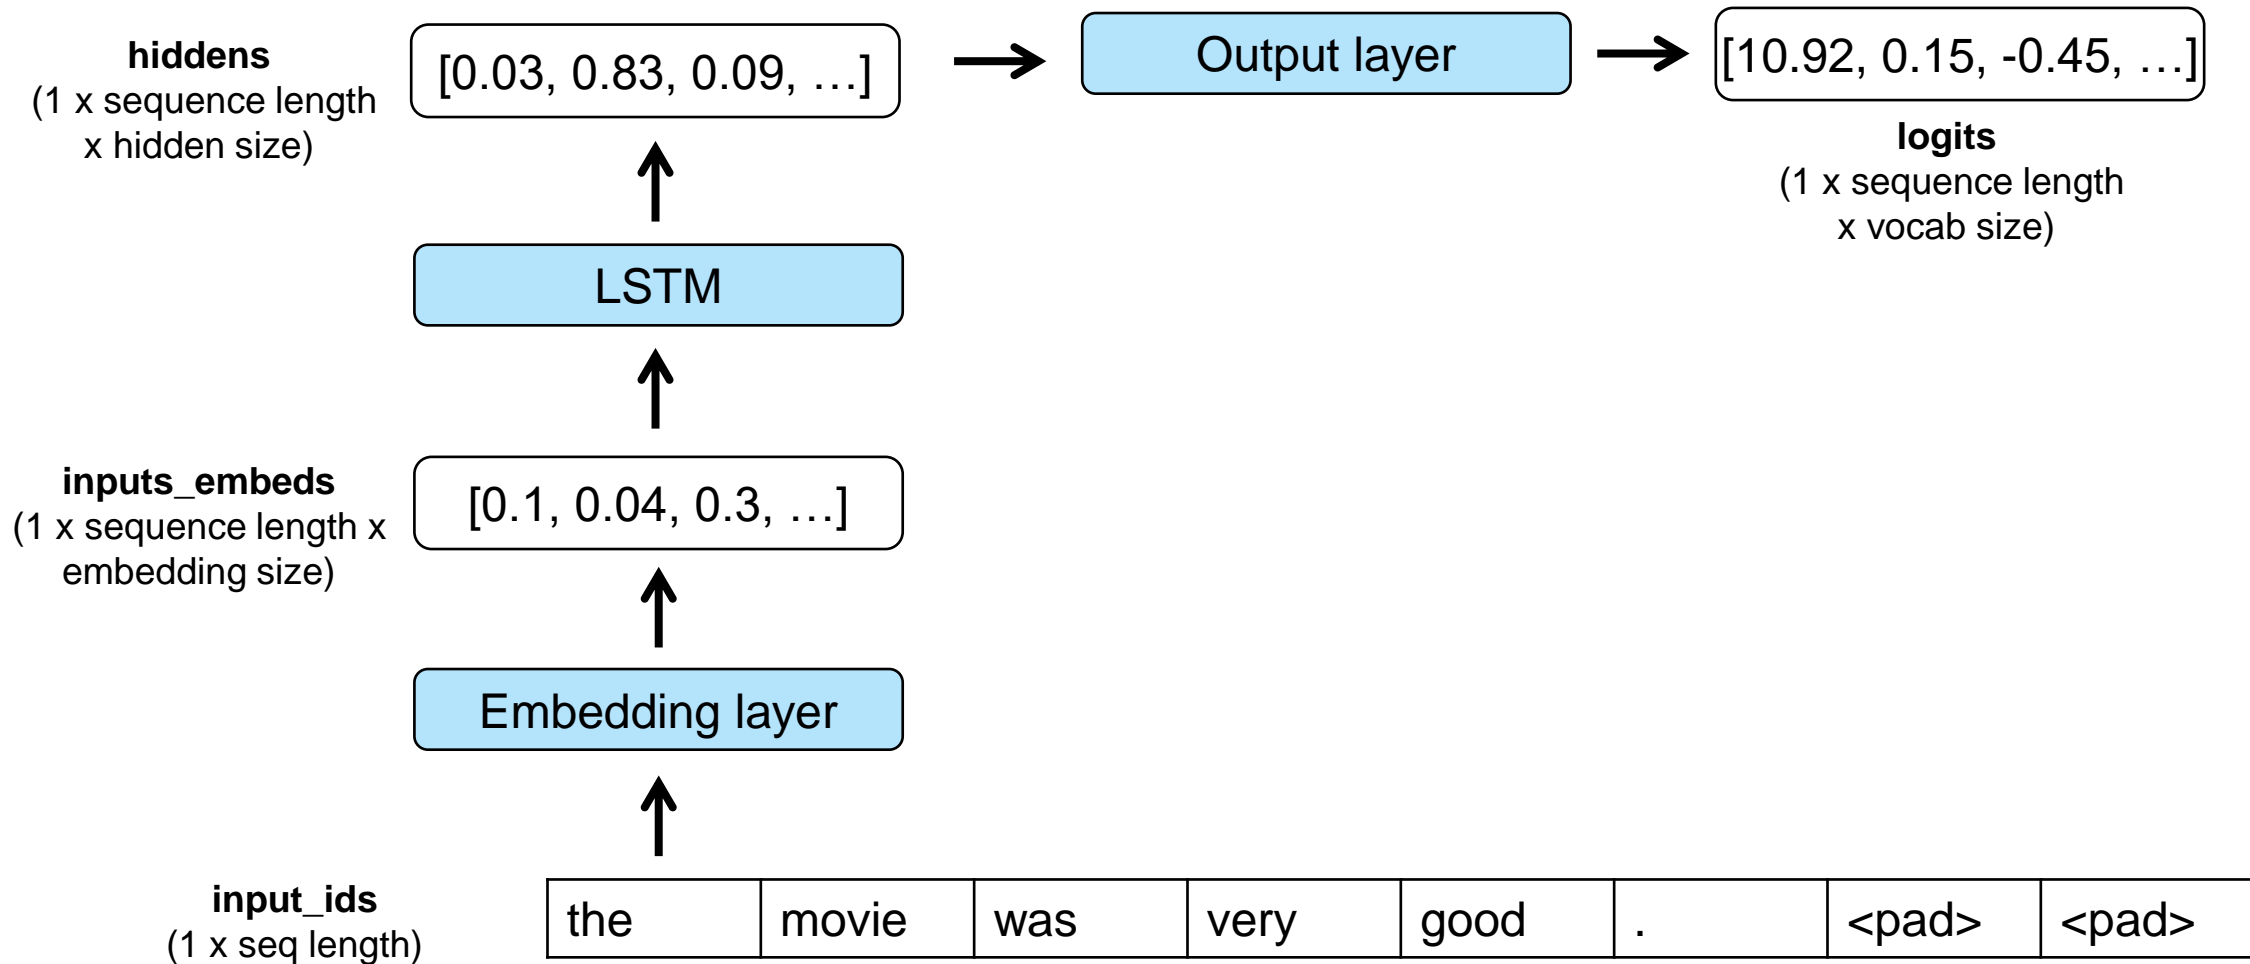 hiddens
(1 x sequence length
x hidden size)
[0.03, 0.83, 0.09, …]
Output layer
[10.92, 0.15, -0.45, …]
logits
(1 x sequence length
x vocab size)
LSTM
inputs_embeds
(1 x sequence length x
embedding size)
[0.1, 0.04, 0.3, …]
Embedding layer
input_ids
(1 x seq length)
the movie was very good . <pad> <pad>